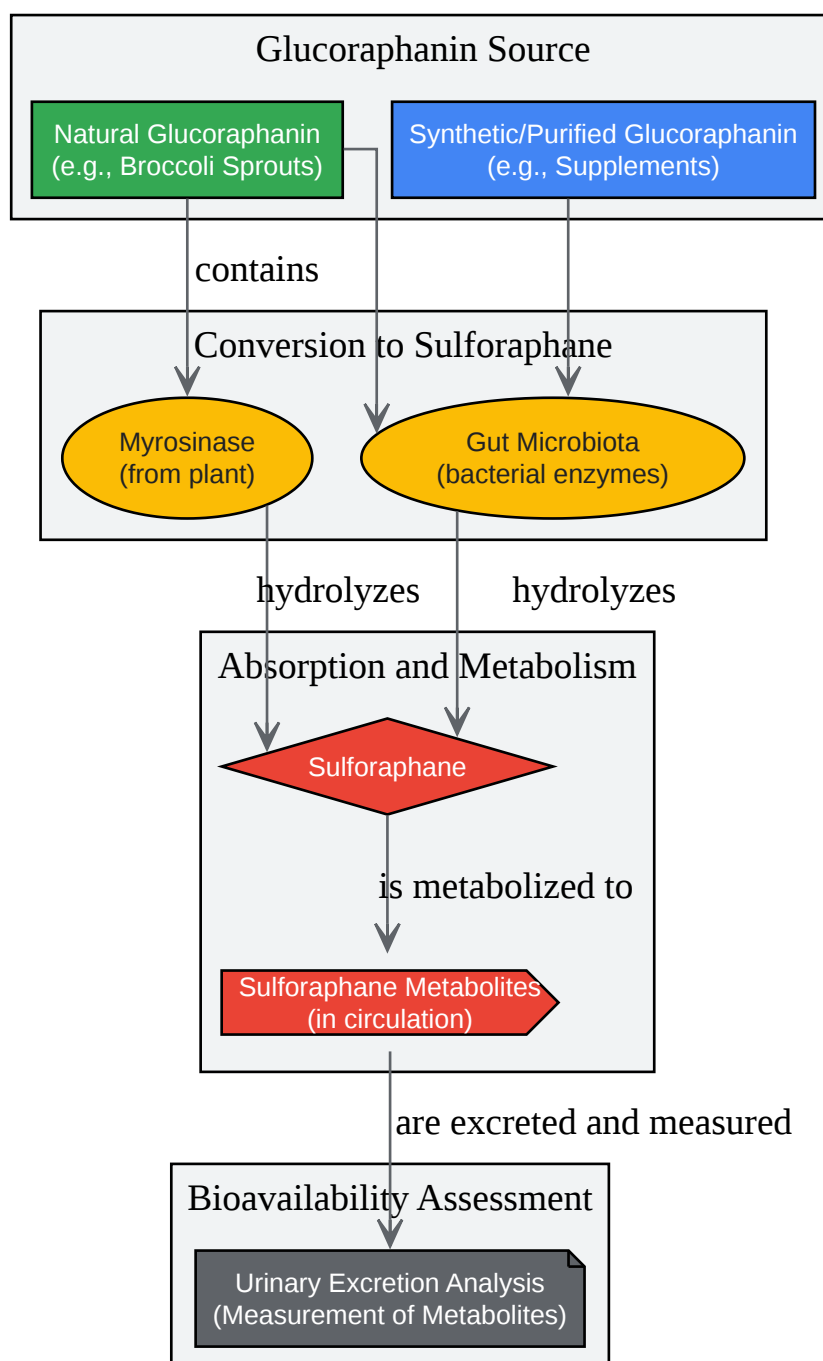 Glucoraphanin Source
Natural Glucoraphanin
(e.g., Broccoli Sprouts)
Synthetic/Purified Glucoraphanin
(e.g., Supplements)
contains
Conversion to Sulforaphane
Myrosinase
(from plant)
Gut Microbiota
(bacterial enzymes)
hydrolyzes
hydrolyzes
Absorption and Metabolism
Sulforaphane
is metabolized to
Sulforaphane Metabolites
(in circulation)
are excreted and measured
Bioavailability Assessment
Urinary Excretion Analysis
(Measurement of Metabolites)